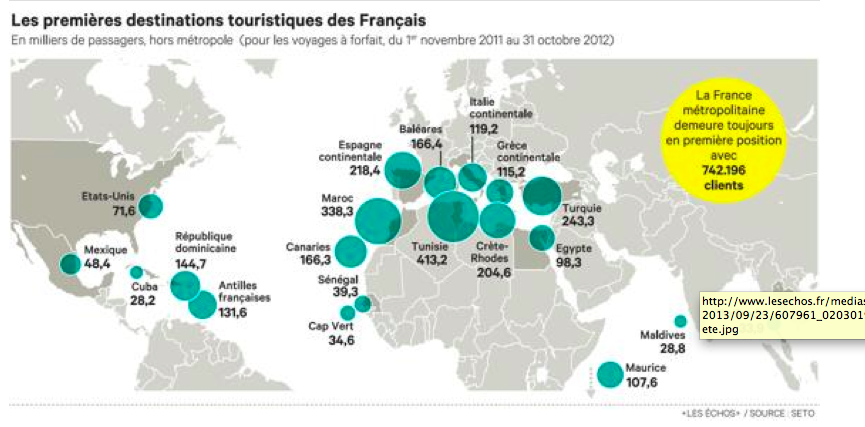 Les premières destinations touristiques des Français
En milliers de passagers, hors métropole (pour les voyages à forfait, du 1er novembre 2011 au 31 octobre 2012)
La France
métropolitaine
demeure toujours
en première position
avec
742.196
clients
Italie
continentale
119,2
Baléares
166,4
Espagne
continentale
218,4
Grèce
continentale
115,2
Etats-Unis
71,6
Maroc
338,3
Turquie
243,3
Mexique
48,4
République
dominicaine
144,7
Canaries
166,3
Tunisie
413,2
Crète-
Rhodes
204,6
Egypte
98,3
Cuba
28,2
Antilles
françaises
131,6
Sénégal
39,3
Cap Vert
34,6
http://www.lesechos.fr/medias
2013/09/23/607961_0203019
ete.jpg
Maldives
28,8
Maurice
107,6
«LES ÉCHOS» / SOURCE : SETO